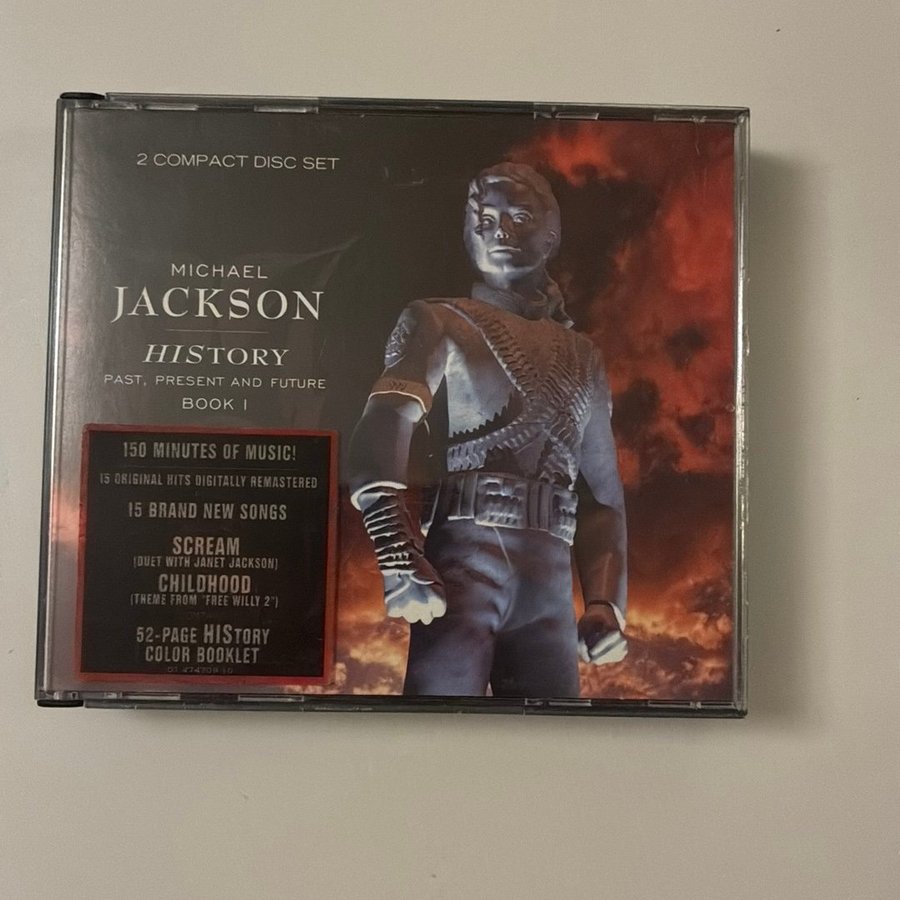 2 COMPACT DISC SET
MICHAEL
JACKSON
HISTORY
PAST, PRESENT AND FUTURE
BOOK I
150 MINUTES OF MUSIC!
15 ORIGINAL HITS DIGITALLY REMASTERED
15 BRAND NEW SONGS
SCREAM
(DUET WITH JANET JACKSON)
CHILDHOOD
(THEME FROM "FREE WILLY 2")
52-PAGE HIStory
COLOR BOOKLET